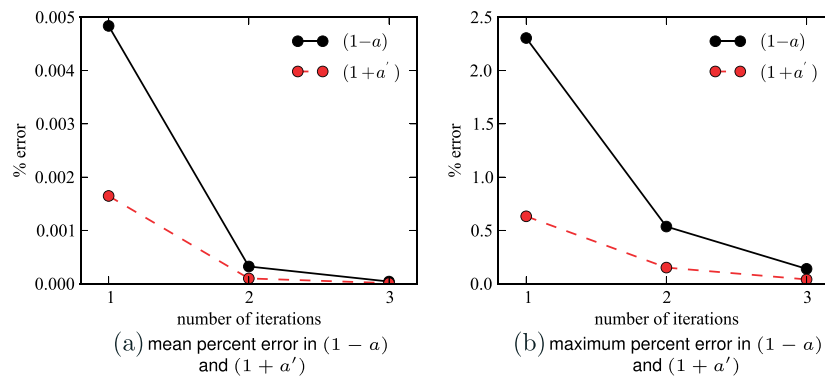 0.005
0.004
0.003
0.002
0.001
0.000
% error
(1−a)
(1+a′)
1 2 3
number of iterations
(a) mean percent error in (1 − a)
and (1 + a′)
2.5
2.0
1.5
1.0
0.5
0.0
% error
(1−a)
(1+a′)
1 2 3
number of iterations
(b) maximum percent error in (1 − a)
and (1 + a′)